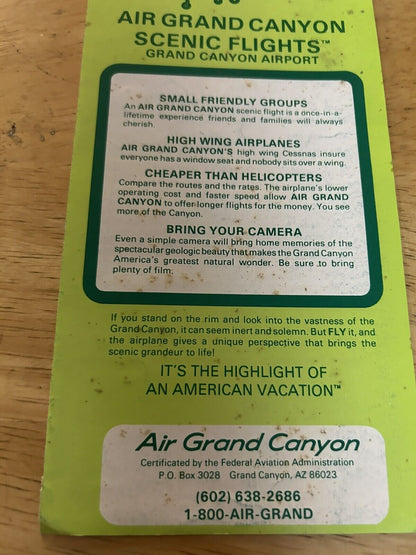 AIR GRAND CANYON
SCENIC FLIGHTS™
GRAND CANYON AIRPORT
SMALL FRIENDLY GROUPS
An AIR GRAND CANYON scenic flight is a once-in-a-
lifetime experience friends and families will always
cherish.
HIGH WING AIRPLANES
AIR GRAND CANYON'S high wing Cessnas insure
everyone has a window seat and nobody sits over a wing.
CHEAPER THAN HELICOPTERS
Compare the routes and the rates. The airplane's lower
operating cost and faster speed allow AIR GRAND
CANYON to offer longer flights for the money. You see
more of the Canyon.
BRING YOUR CAMERA
Even a simple camera will bring home memories of the
spectacular geologic beauty that makes the Grand Canyon
America's greatest natural wonder. Be sure to bring
plenty of film.
If you stand on the rim and look into the vastness of the
Grand Canyon, it can seem inert and solemn. But FLY it, and
the airplane gives a unique perspective that brings the
scenic grandeur to life!
IT'S THE HIGHLIGHT OF
AN AMERICAN VACATION™
Air Grand Canyon
Certificated by the Federal Aviation Administration
P.O. Box 3028 Grand Canyon, AZ 86023
(602) 638-2686
1-800-AIR-GRAND